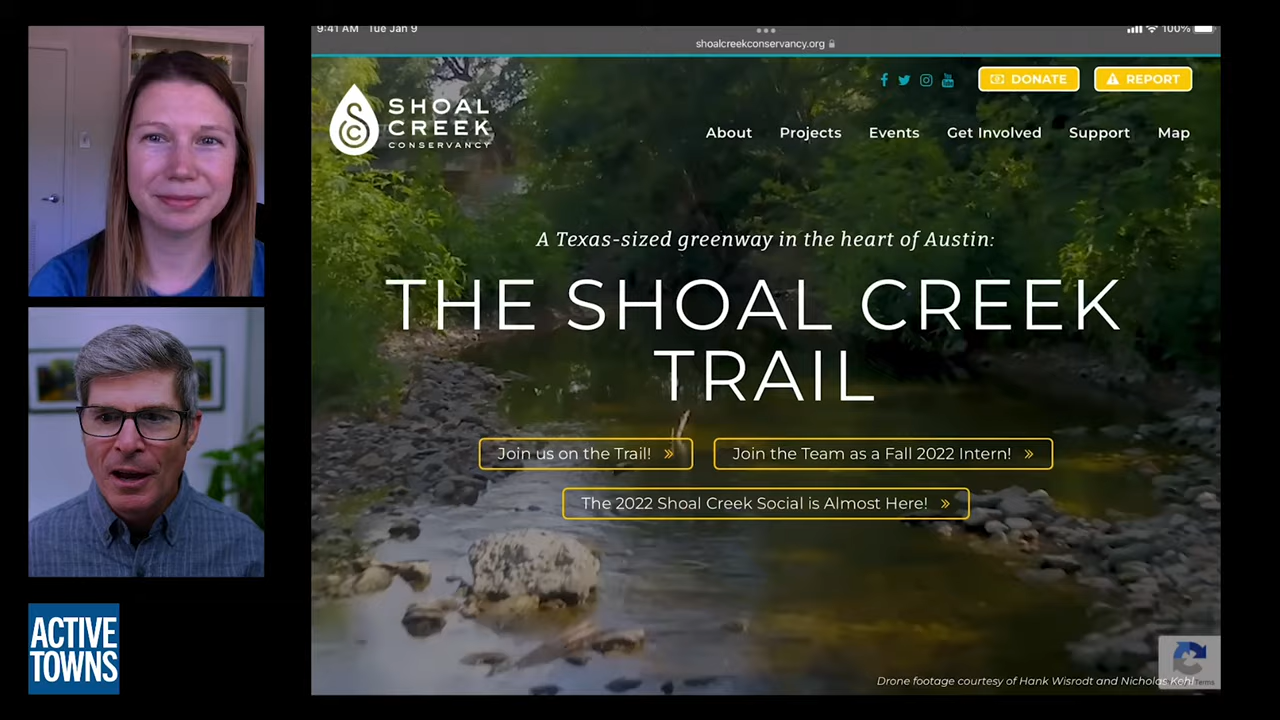 9:41 AM Tue Jan 9
100%
shoalcreekconservancy.org
DONATE
REPORT
SHOAL
CREEK
CONSERVANCY
About Projects Events Get Involved Support Map
A Texas-sized greenway in the heart of Austin:
THE SHOAL CREEK
TRAIL
Join us on the Trail! »
Join the Team as a Fall 2022 Intern! »
The 2022 Shoal Creek Social is Almost Here! »
Drone footage courtesy of Hank Wisrodt and Nicholas Kehl
Terms
ACTIVE
TOWNS